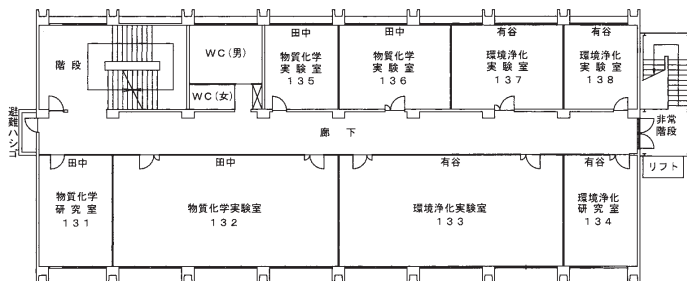 田中
田中
有谷
有谷
階段
WC(男)
WC(女)
物質化学
実験室
135
物質化学
実験室
136
環境浄化
実験室
137
環境浄化
実験室
138
避難ハシゴ
廊下
非常
階段
リフト
田中
田中
有谷
有谷
物質化学
研究室
131
物質化学実験室
132
環境浄化実験室
133
環境浄化
研究室
134